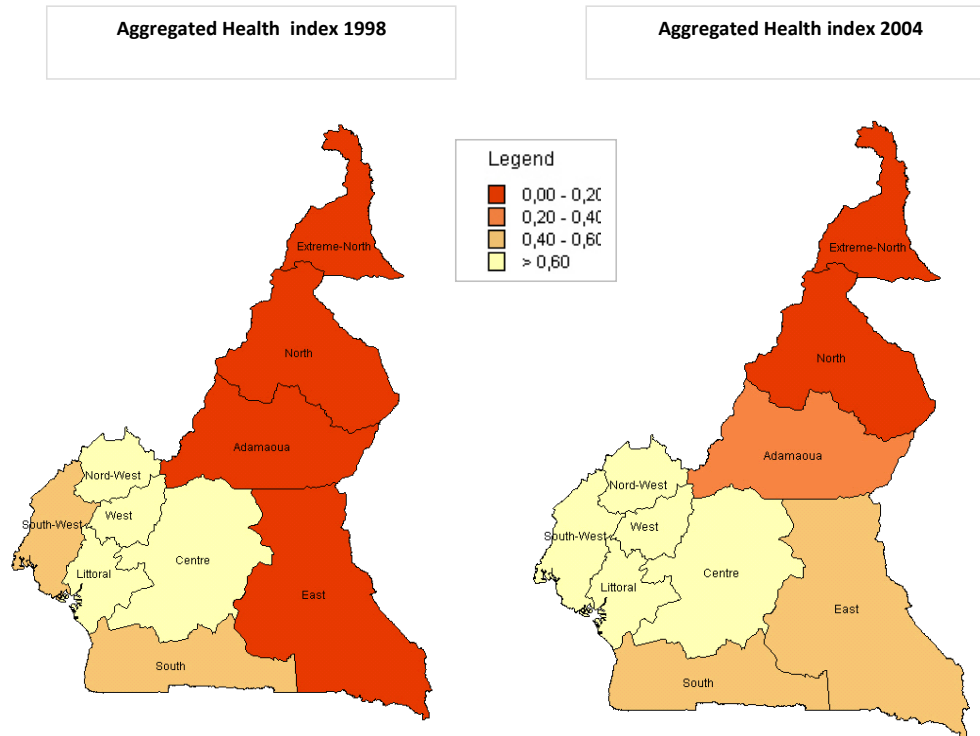 Aggregated Health index 1998
Aggregated Health index 2004
Legend
0,00 - 0,20
0,20 - 0,40
0,40 - 0,60
> 0,60
Extreme-North
North
Adamaoua
Nord-West
South-West
West
Littoral
Centre
East
South
Extreme-North
North
Adamaoua
Nord-West
West
South-West
Littoral
Centre
East
South